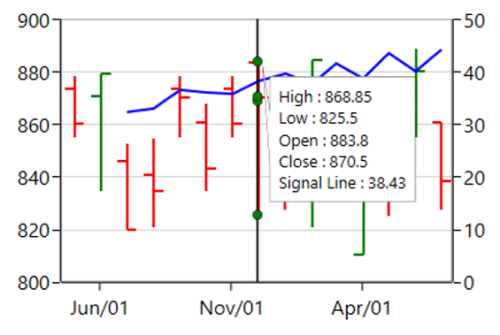 900
880
860
840
820
800
50
40
30
20
10
0
High : 868.85
Low : 825.5
Open : 883.8
Close : 870.5
Signal Line : 38.43
Jun/01 Nov/01 Apr/01